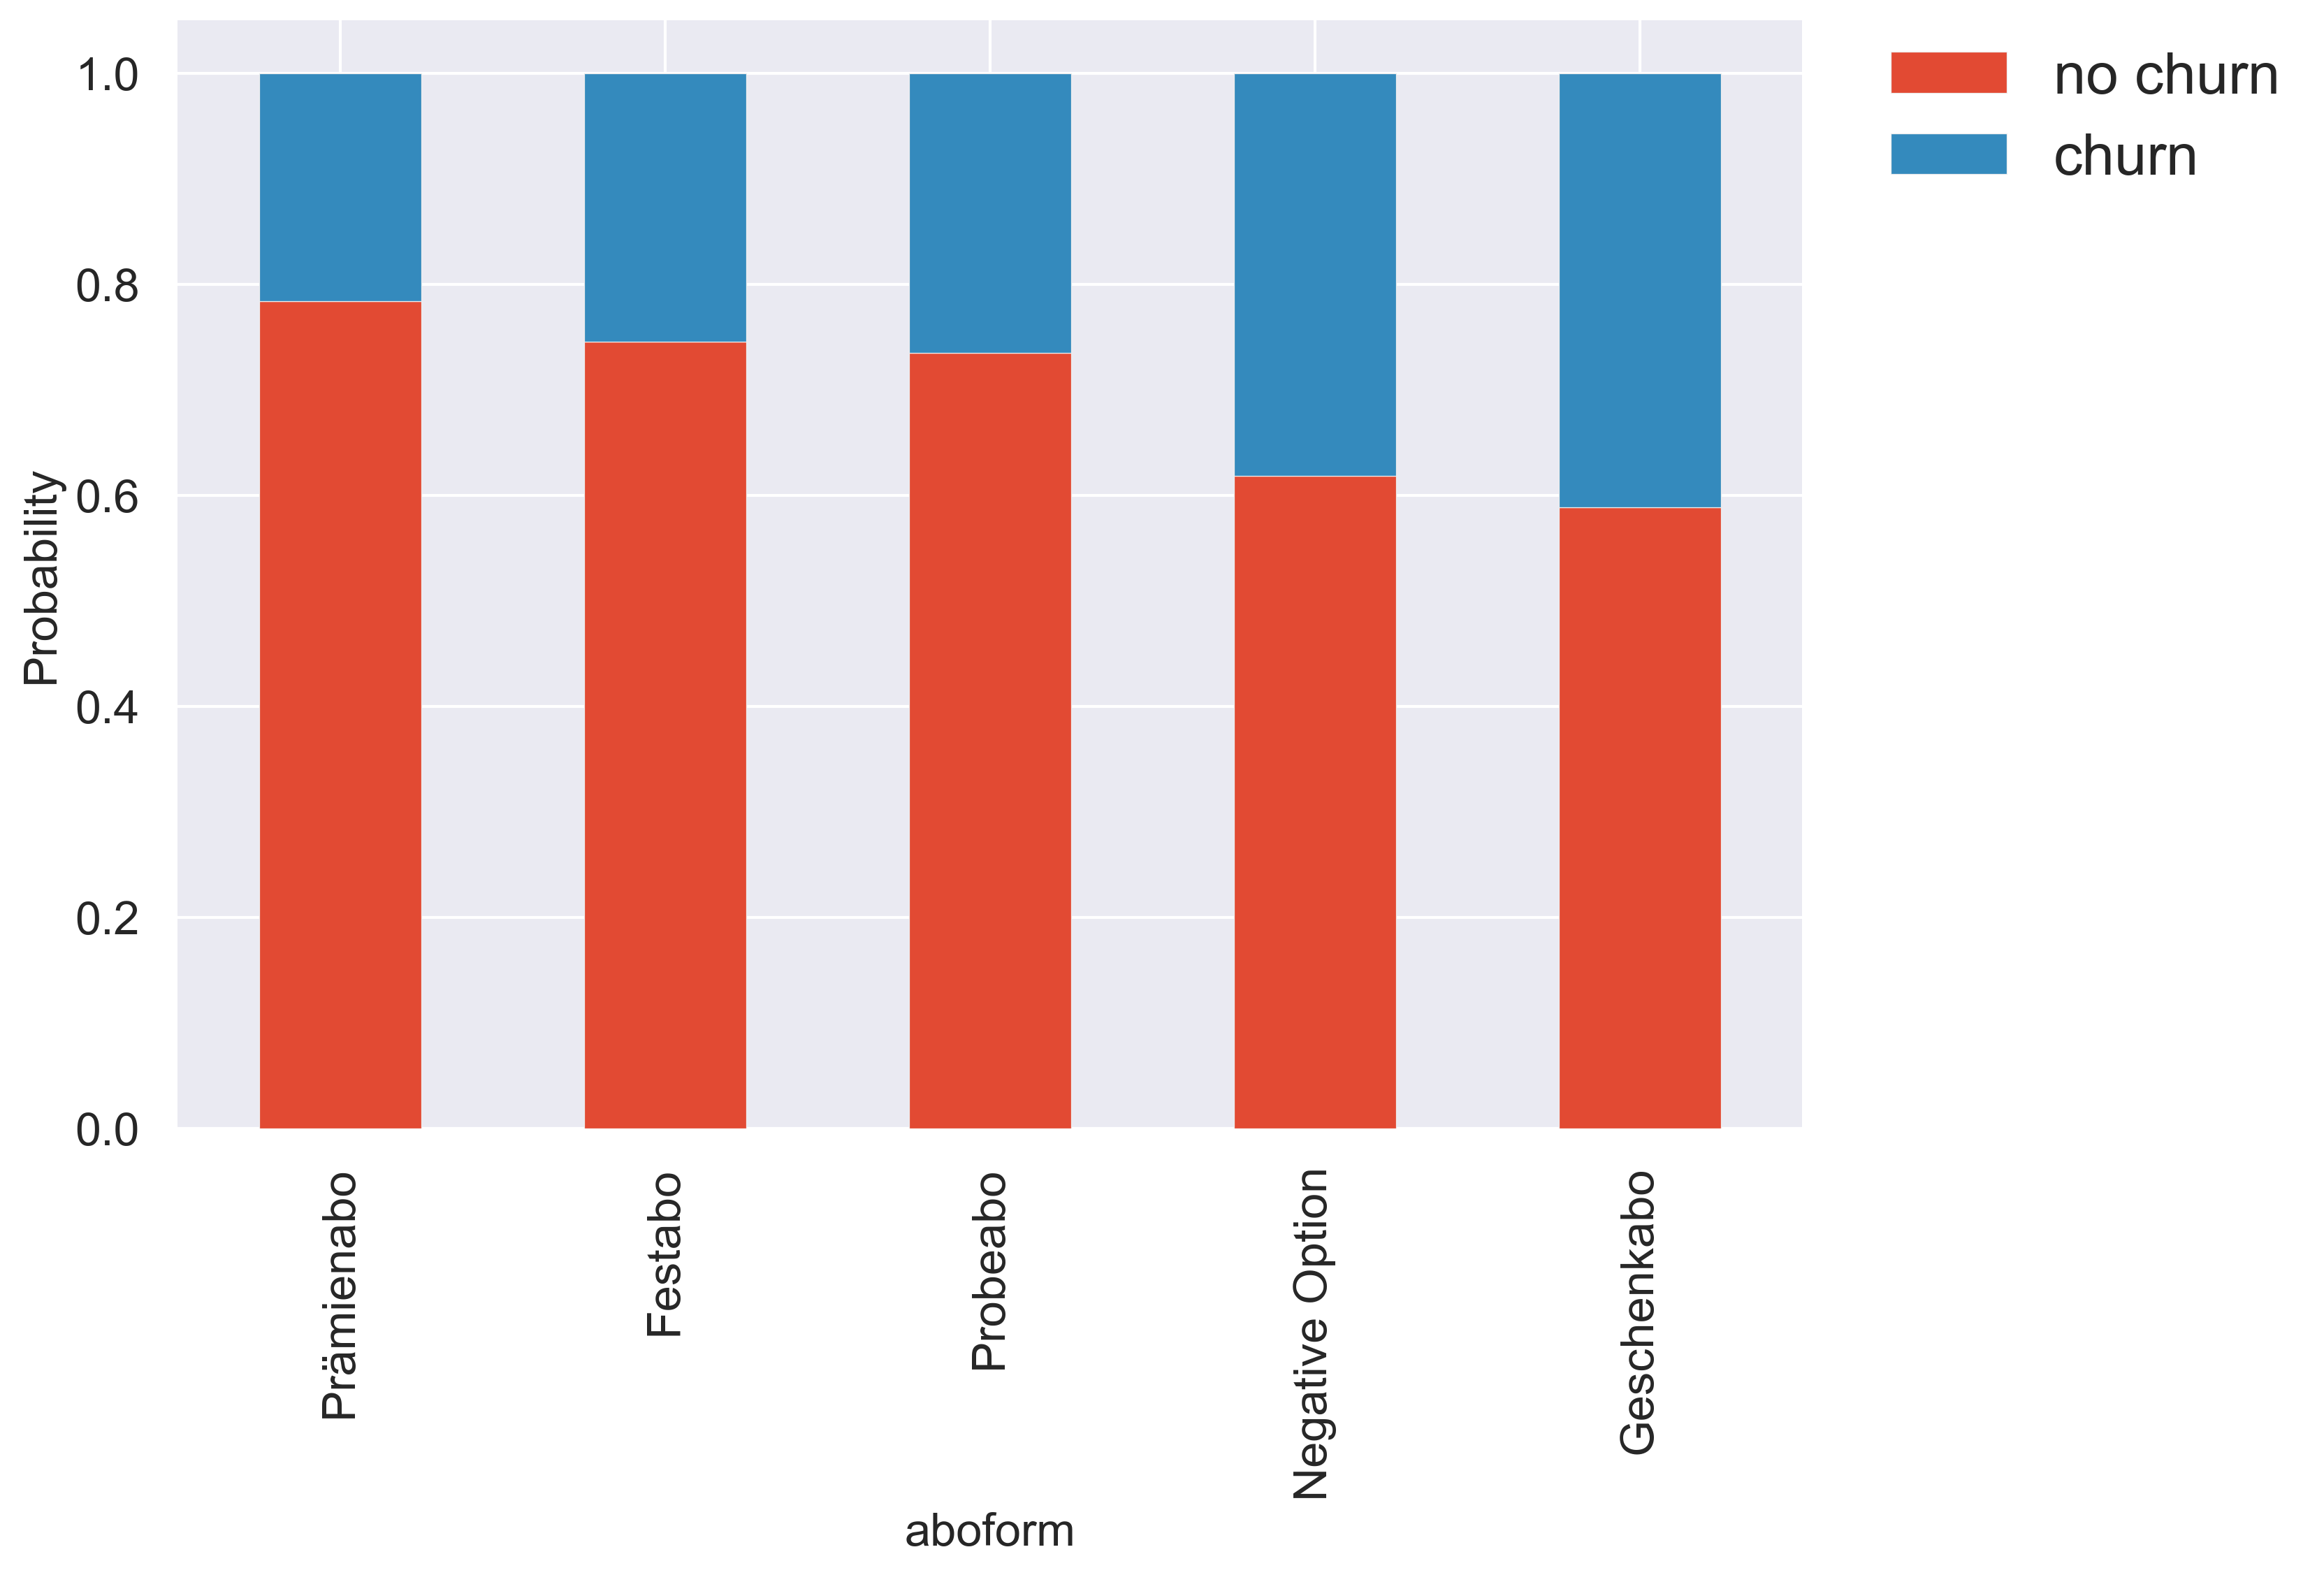 no churn
churn
1.0
0.8
0.6
0.4
0.2
0.0
Probability
Prämienabo
Festabo
Probeabo
Negative Option
Geschenkabo
aboform